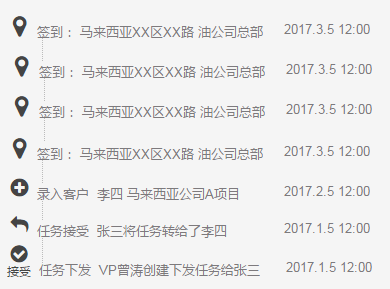 签到： 马来西亚XX区XX路 油公司总部 2017.3.5 12:00
签到： 马来西亚XX区XX路 油公司总部 2017.3.5 12:00
签到： 马来西亚XX区XX路 油公司总部 2017.3.5 12:00
签到： 马来西亚XX区XX路 油公司总部 2017.3.5 12:00
录入客户 李四 马来西亚公司A项目 2017.2.5 12:00
任务接受 张三将任务转给了李四 2017.1.5 12:00
任务下发 VP曾涛创建下发任务给张三 2017.1.5 12:00
接受